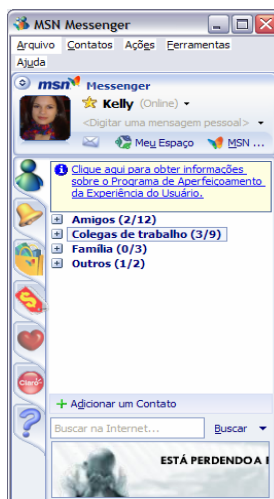 MSN Messenger
Arquivo Contatos Ações Ferramentas
Ajuda
msn Messenger
Kelly (Online)
<Digitar uma mensagem pessoal>
Meu Espaço MSN ...
Clique aqui para obter informações
sobre o Programa de Aperfeicoamento
da Experiência do Usuário.
Amigos (2/12)
Colegas de trabalho (3/9)
Família (0/3)
Outros (1/2)
Claro
Adicionar um Contato
Buscar na Internet... Buscar
ESTÁ PERDENDO A